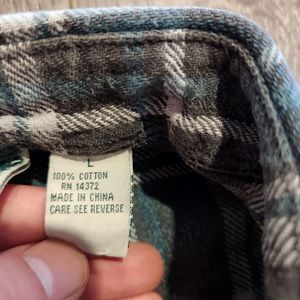 L
100% COTTON
RN 14372
MADE IN CHINA
CARE SEE REVERSE